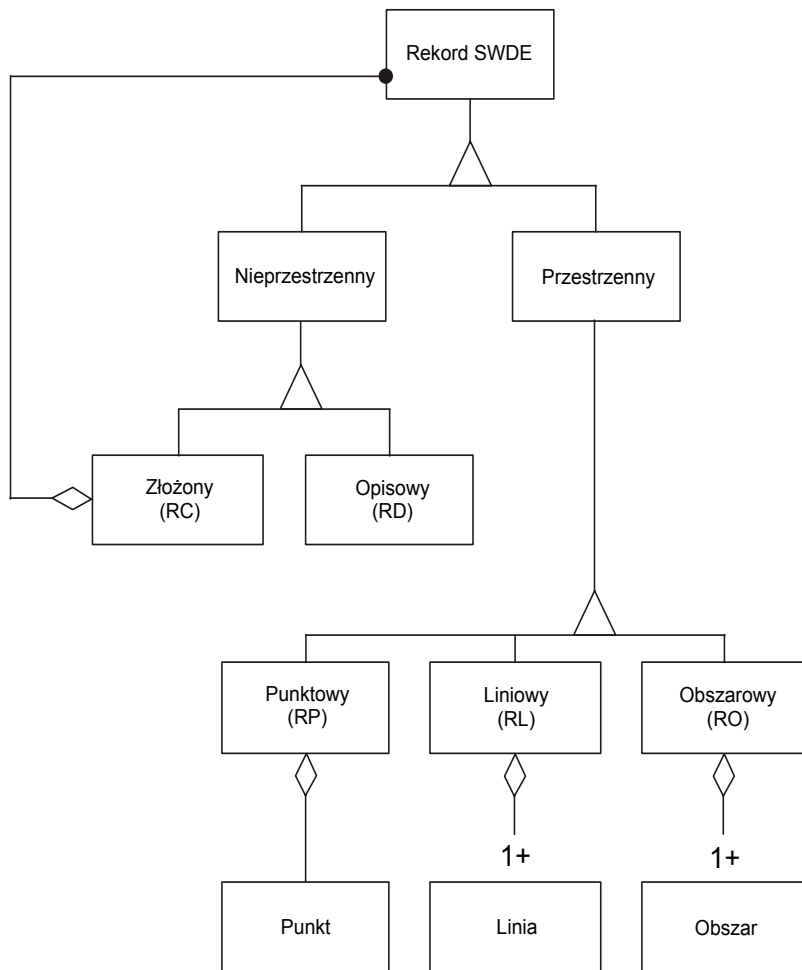 Rekord SWDE
Nieprzestrzenny
Przestrzenny
Złożony
(RC)
Opisowy
(RD)
Punktowy
(RP)
Liniowy
(RL)
Obszarowy
(RO)
1+
1+
Punkt
Linia
Obszar